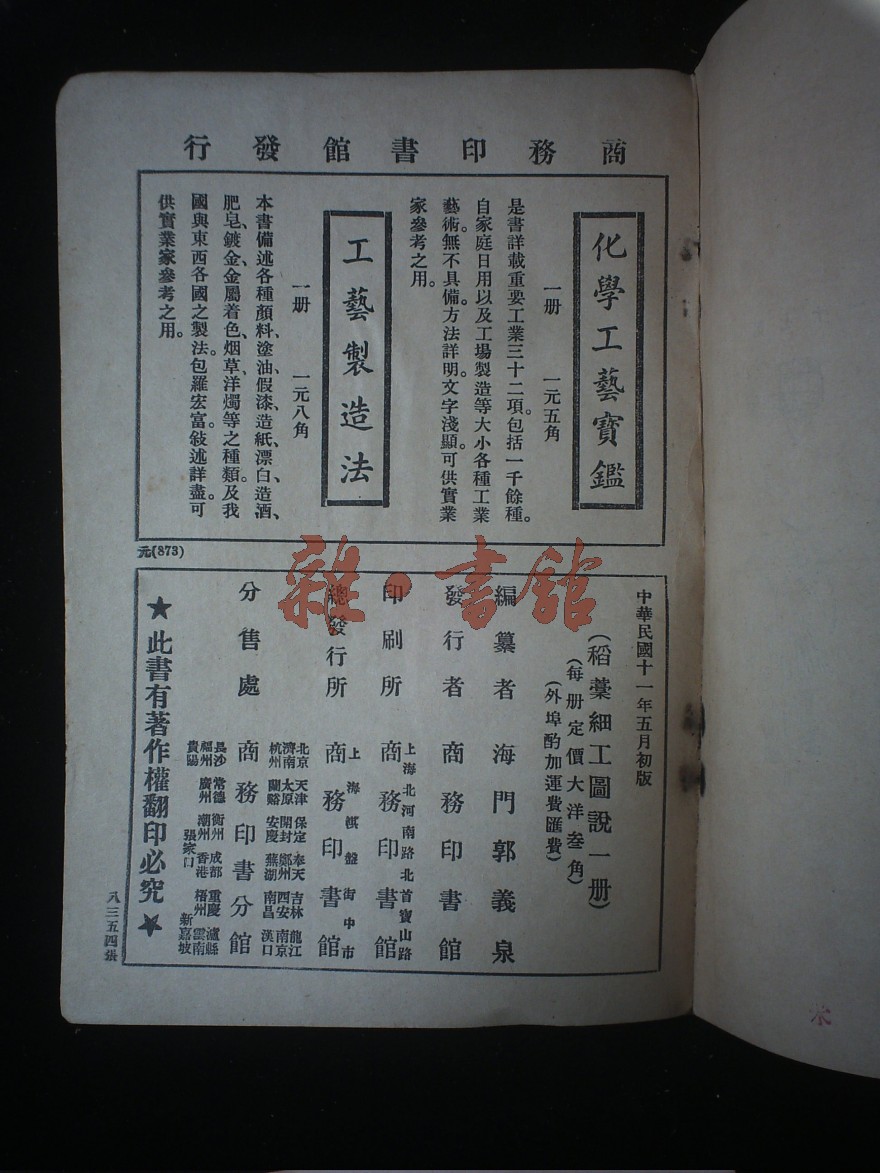 商務印書館發行
化學工藝寶鑑
一册 一元五角
是書詳載重要工業三十二項。包括一千餘種。
自家庭日用以及工場製造等大小各種工業
藝術。無不具備。方法詳明。文字淺顯。可供實業
家參考之用。
工藝製造法
一册 一元八角
本書備述各種顏料、塗油、假漆、造紙、漂白、造酒、
肥皂、鍍金、金屬着色、烟草、洋燭等之種類。及我
國與東西各國之製法。包羅宏富。敍述詳盡。可
供實業家參考之用。
元(873)
中華民國十一年五月初版
(稻藁細工圖說一册)
(每册定價大洋叁角)
(外埠酌加運費匯費)
編纂者 海門郭義泉
發行者 商務印書館
印刷所 上海北河南路北首寶山路 商務印書館
總發行所 上海棋盤街中市 商務印書館
分售處 商務印書分館
北京 天津 保定 奉天 吉林 龍江
濟南 太原 開封 鄭州 西安 南京
杭州 蘭谿 安慶 蕪湖 南昌 漢口
長沙 常德 衡州 成都 重慶 瀘縣
福州 廣州 潮州 香港 梧州 雲南
貴陽 張家口 新嘉坡
★此書有著作權翻印必究★
八三五四張
雜·書館